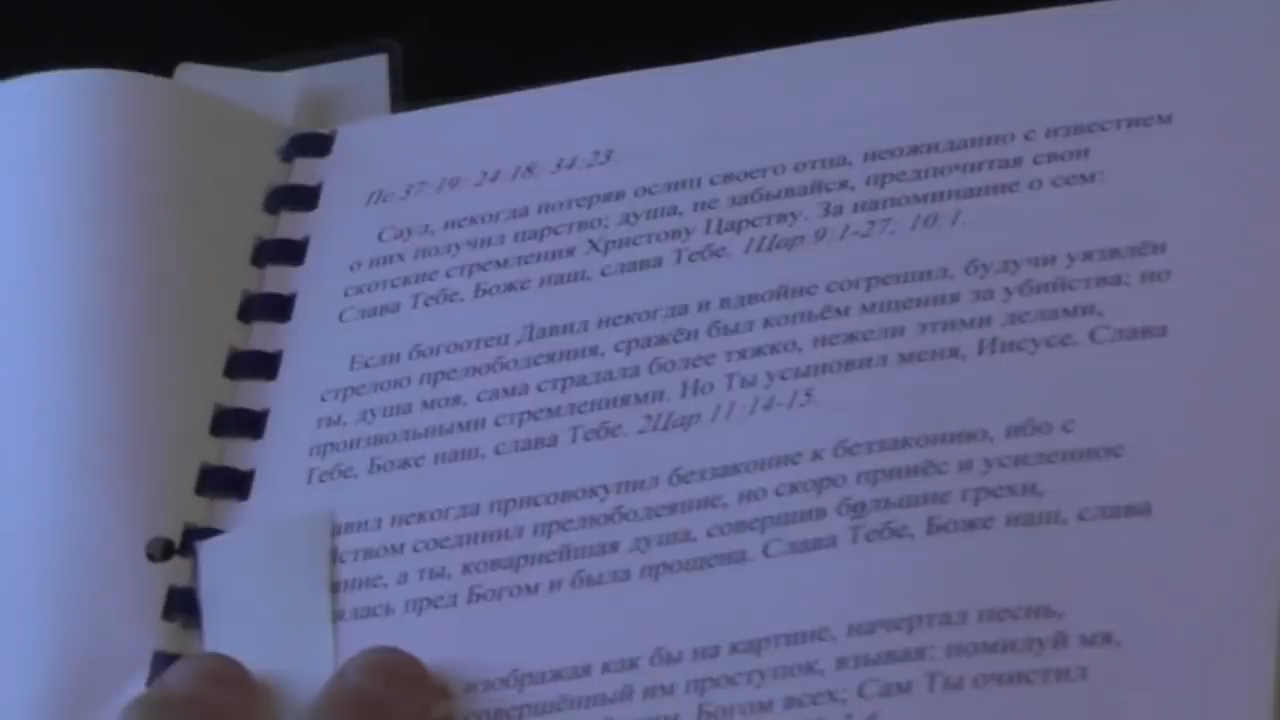 Пс.37:19; 24:18; 34:23.
Саул, некогда потеряв ослиц своего отца, неожиданно с известием
о них получил царство; душа, не забывайся, предпочитая свои
скотские стремления Христову Царству. За напоминание о сем:
Слава Тебе, Боже наш, слава Тебе. 1Цар.9:1-27; 10:1.
Если богоотец Давид некогда и вдвойне согрешил, будучи уязвлён
стрелою прелюбодеяния, сражён был копьём мщения за убийства; но
ты, душа моя, сама страдала более тяжко, нежели этими делами,
произвольными стремлениями. Но Ты усыновил меня, Иисусе. Слава
Тебе, Боже наш, слава Тебе. 2Цар.11:14-15.
авид некогда присовокупил беззаконие к беззаконию, ибо с
ством соединил прелюбодеяние, но скоро принёс и усиленное
яние, а ты, коварнейшая душа, совершив большие грехи,
ялась пред Богом и была прощена. Слава Тебе, Боже наш, слава
изображая как бы на картине, начертал песнь,
совершённый им проступок, взывая: помилуй мя,
Богом всех; Сам Ты очистил